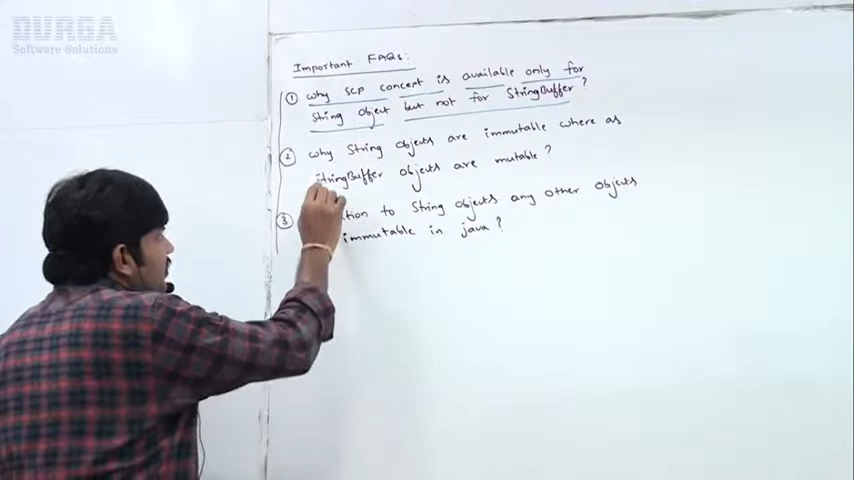 DURGA
Software Solutions
Important FAQs:
① why SCP concept is available only for
String Object but not for StringBuffer?
② why String objects are immutable where as
StringBuffer objects are mutable?
③ to String objects any other objects
immutable in java?